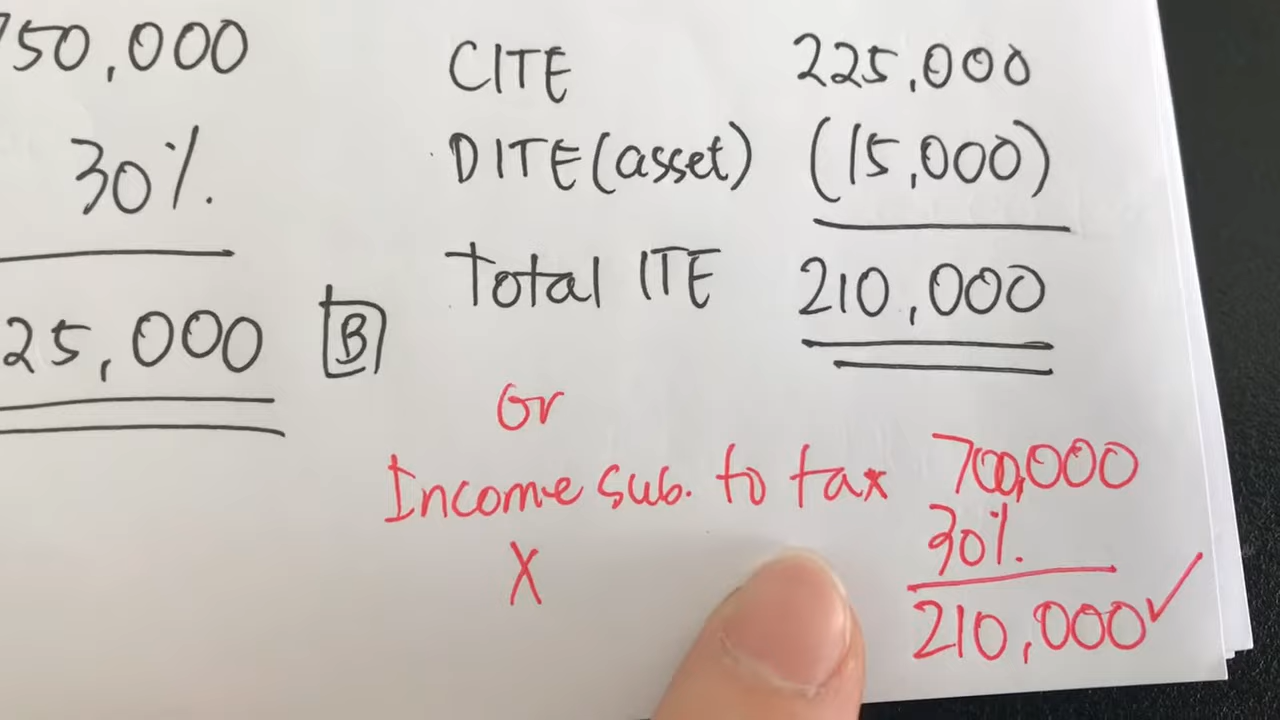 750,000
30%.
25,000 B
CITE 225,000
DITE (asset) (15,000)
Total ITE 210,000
or
Income sub. to tax 700,000
X 30%.
210,000✓